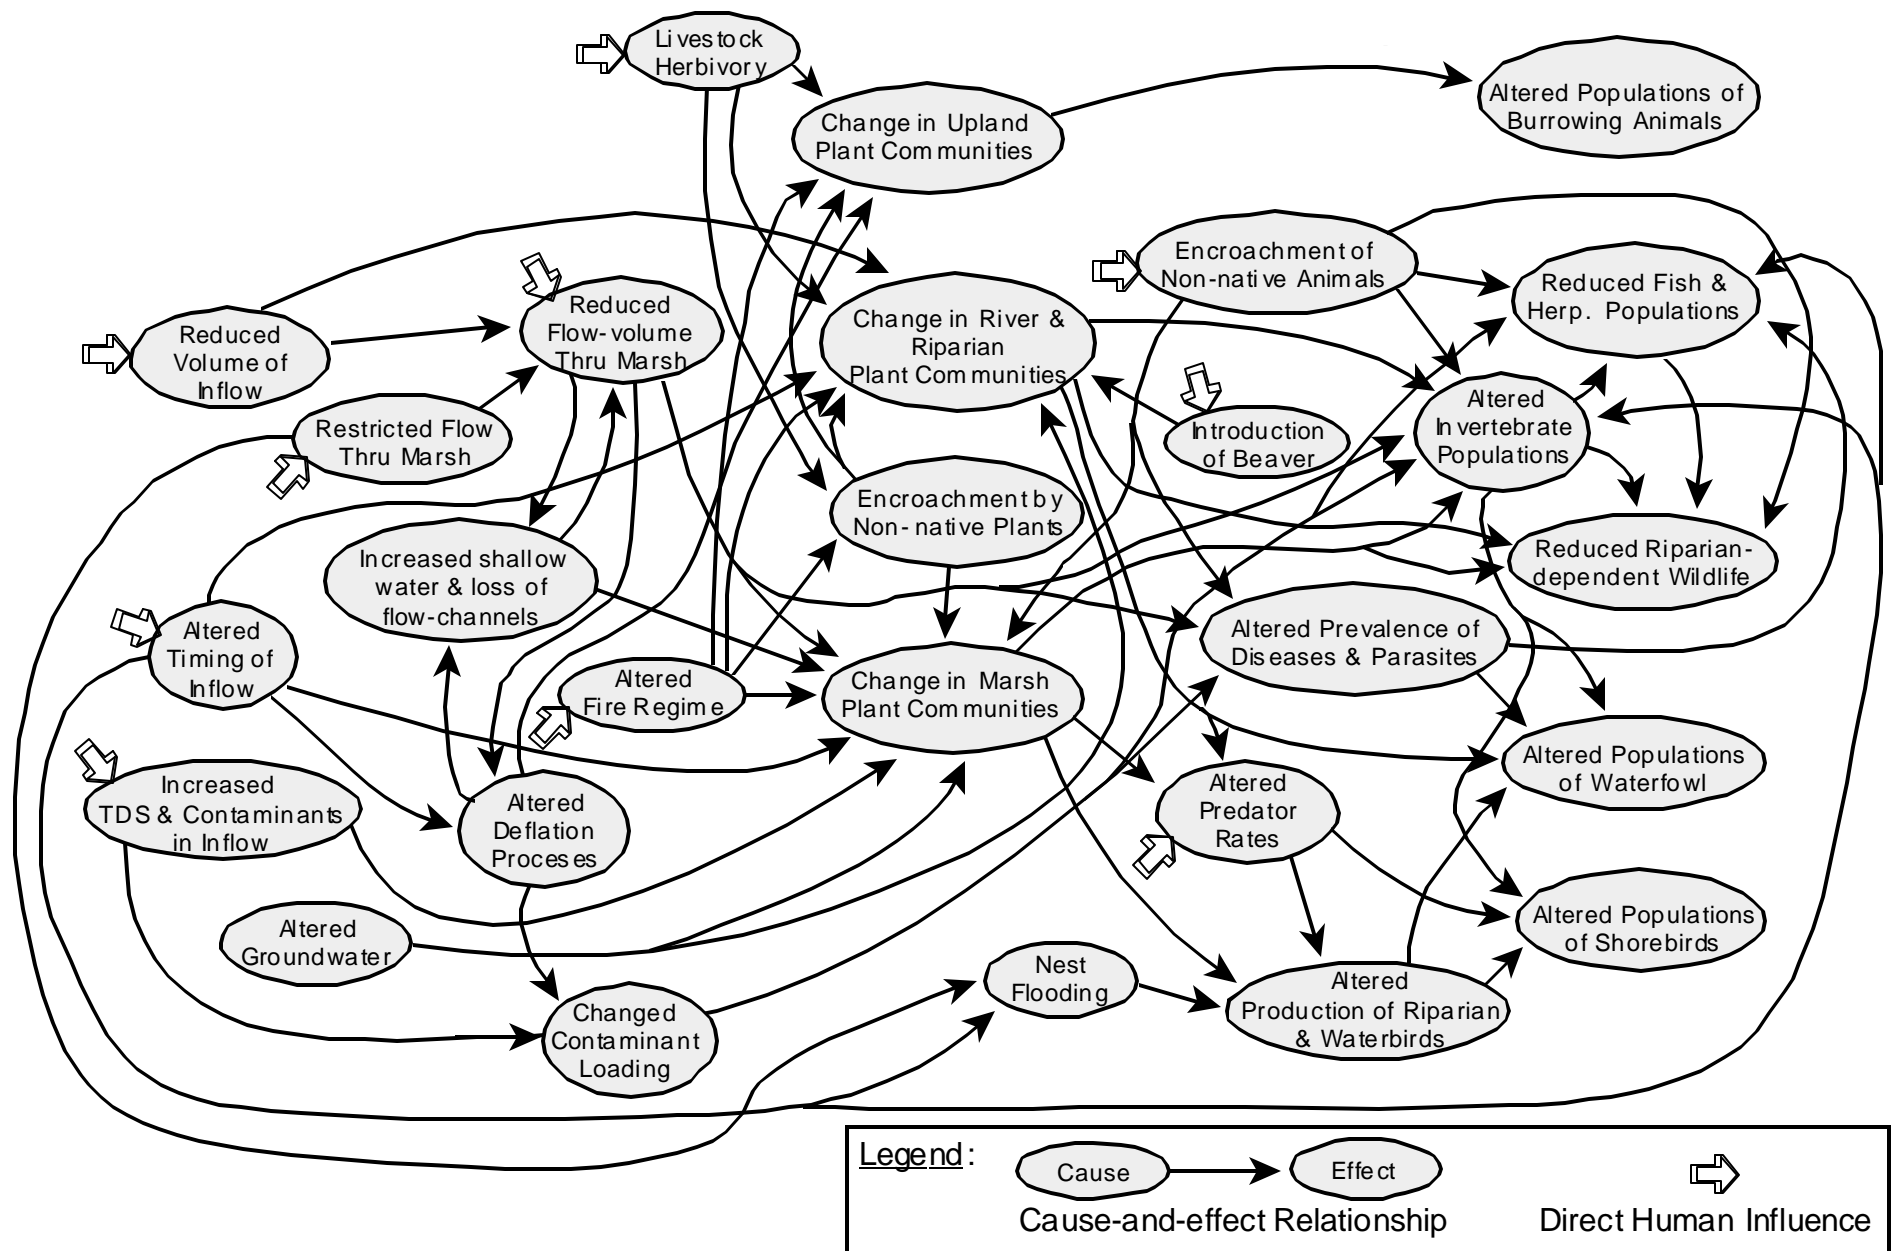 Livestock
Herbivory
Altered Populations of
Burrowing Animals
Change in Upland
Plant Communities
Encroachment of
Non-native Animals
Reduced Fish &
Herp. Populations
Reduced
Volume of
Inflow
Reduced
Flow-volume
Thru Marsh
Change in River &
Riparian
Plant Communities
Restricted Flow
Thru Marsh
Introduction
of Beaver
Altered
Invertebrate
Populations
Encroachment by
Non-native Plants
Increased shallow
water & loss of
flow-channels
Reduced Riparian-
dependent Wildlife
Altered
Timing of
Inflow
Altered
Fire Regime
Change in Marsh
Plant Communities
Altered Prevalence of
Diseases & Parasites
Increased
TDS & Contaminants
in Inflow
Altered
Deflation
Proceses
Altered
Predator
Rates
Altered Populations
of Waterfowl
Altered
Groundwater
Altered Populations
of Shorebirds
Changed
Contaminant
Loading
Nest
Flooding
Altered
Production of Riparian
& Waterbirds
Legend:
Cause
Effect
Cause-and-effect Relationship
Direct Human Influence